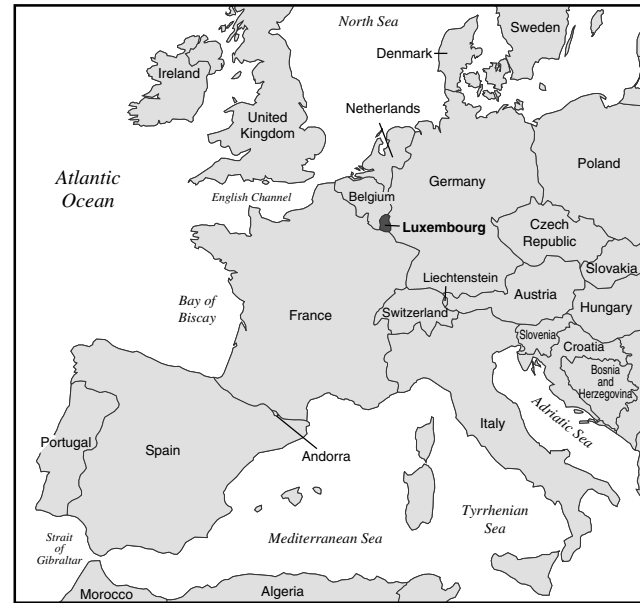 North Sea
Sweden
Denmark
Ireland
Netherlands
United
Kingdom
Poland
Atlantic
Ocean
Germany
English Channel
Belgium
Luxembourg
Czech
Republic
Slovakia
Liechtenstein
Austria
Bay of
Biscay
Hungary
France
Switzerland
Slovenia
Croatia
Bosnia
and
Herzegovina
Adriatic Sea
Italy
Portugal
Spain
Andorra
Tyrrhenian
Sea
Strait
of
Gibraltar
Mediterranean Sea
Morocco
Algeria